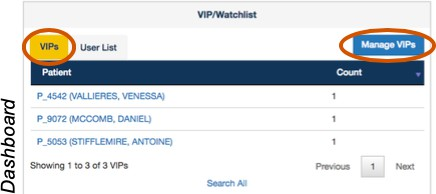 VIP/Watchlist
VIPs User List Manage VIPs
Patient Count
P_4542 (VALLIERES, VENESSA) 1
P_9072 (MCCOMB, DANIEL) 1
P_5053 (STIFFLEMIRE, ANTOINE) 1
Showing 1 to 3 of 3 VIPs Previous 1 Next
Search All
Dashboard